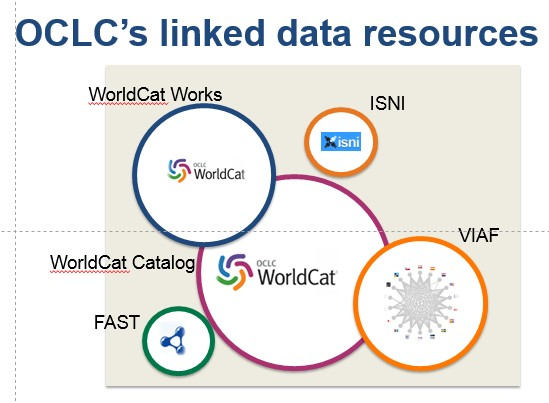 OCLC's linked data resources
WorldCat Works
ISNI
OCLC
WorldCat
isni
WorldCat Catalog
VIAF
OCLC
WorldCat
FAST